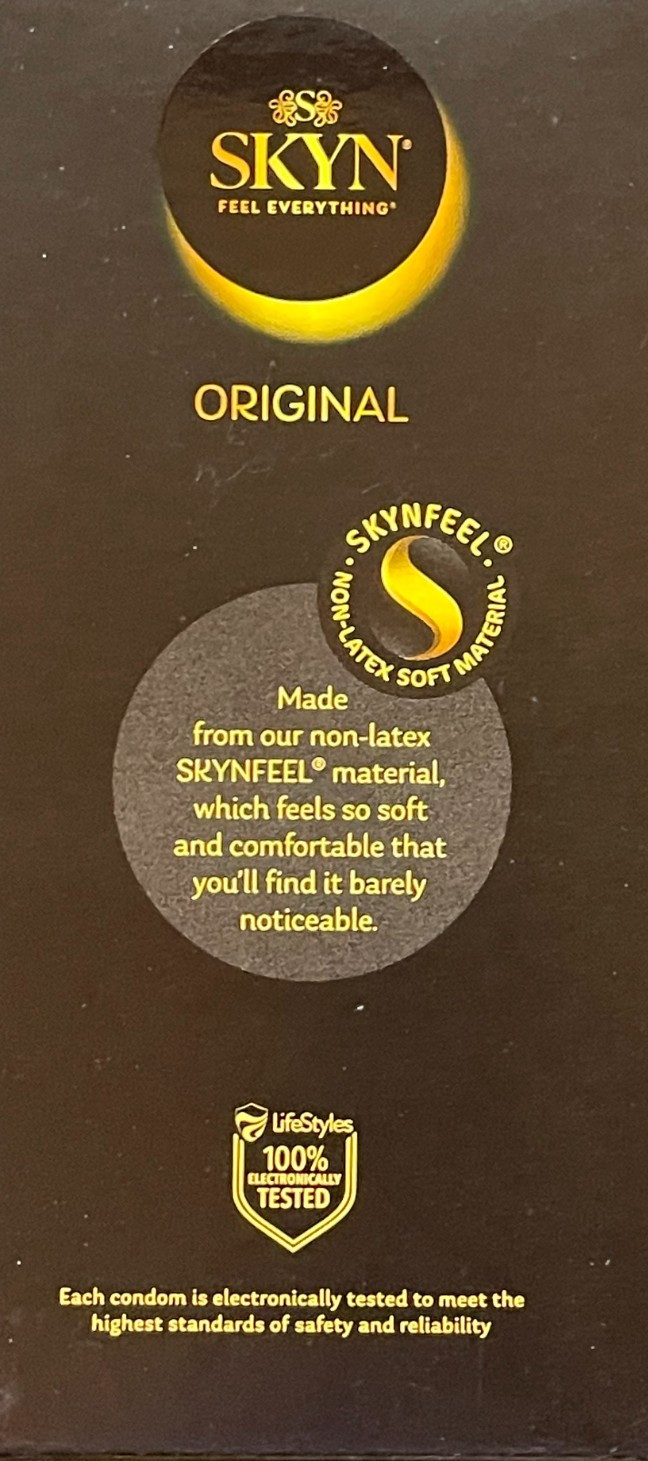 S
SKYN®
FEEL EVERYTHING®
ORIGINAL
• SKYNFEEL® •
NON-LATEX SOFT MATERIAL
Made
from our non-latex
SKYNFEEL® material,
which feels so soft
and comfortable that
you'll find it barely
noticeable.
LifeStyles
100%
ELECTRONICALLY
TESTED
Each condom is electronically tested to meet the
highest standards of safety and reliability